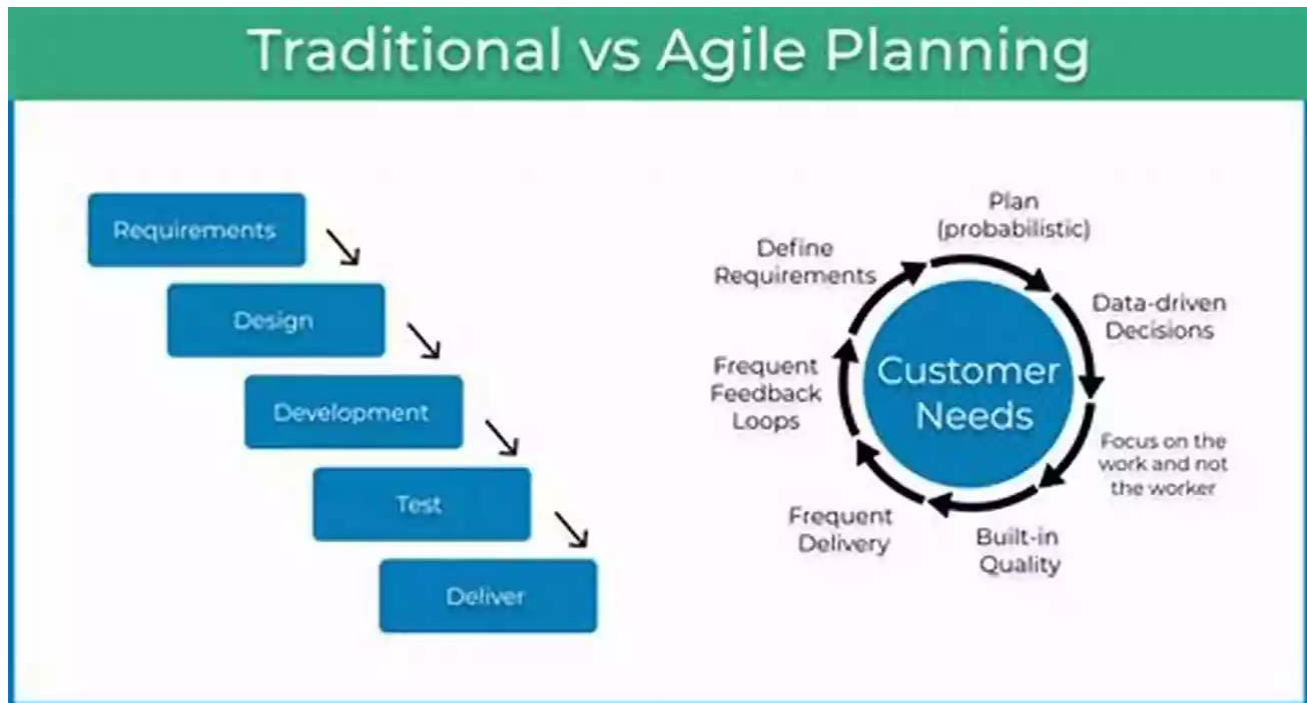 Traditional vs Agile Planning
Requirements
Design
Development
Test
Deliver
Plan
(probabilistic)
Data-driven
Decisions
Focus on the
work and not
the worker
Built-in
Quality
Frequent
Delivery
Frequent
Feedback
Loops
Define
Requirements
Customer
Needs